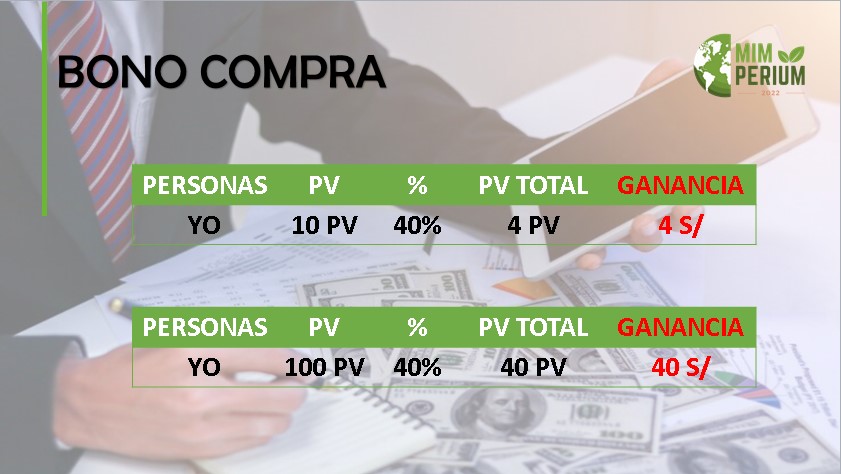 BONO COMPRA
MIM
PERIUM
2022
PERSONAS PV % PV TOTAL GANANCIA
YO 10 PV 40% 4 PV 4 S/
PERSONAS PV % PV TOTAL GANANCIA
YO 100 PV 40% 40 PV 40 S/
100